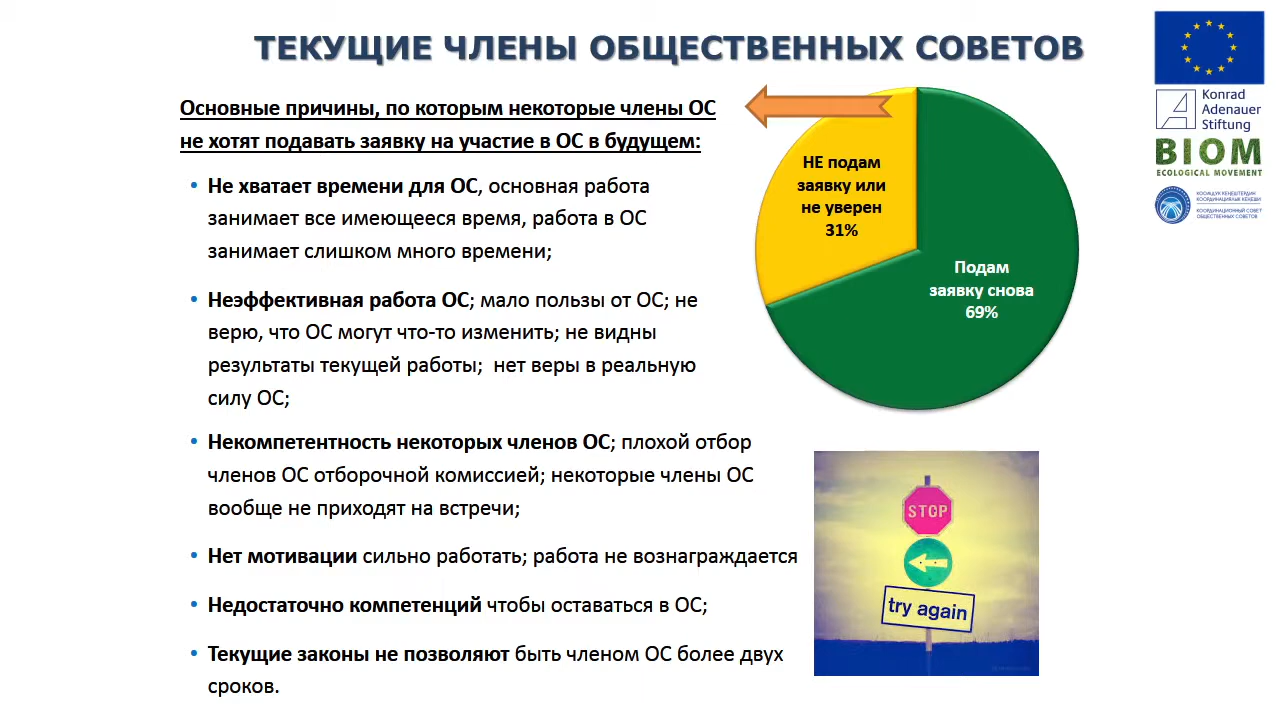 ТЕКУЩИЕ ЧЛЕНЫ ОБЩЕСТВЕННЫХ СОВЕТОВ
Основные причины, по которым некоторые члены ОС
не хотят подавать заявку на участие в ОС в будущем:
• Не хватает времени для ОС, основная работа
занимает все имеющееся время, работа в ОС
занимает слишком много времени;
• Неэффективная работа ОС; мало пользы от ОС; не
верю, что ОС могут что-то изменить; не видны
результаты текущей работы;  нет веры в реальную
силу ОС;
• Некомпетентность некоторых членов ОС; плохой отбор
членов ОС отборочной комиссией; некоторые члены ОС
вообще не приходят на встречи;
• Нет мотивации сильно работать; работа не вознаграждается
• Недостаточно компетенций чтобы оставаться в ОС;
• Текущие законы не позволяют быть членом ОС более двух
сроков.
НЕ подам
заявку или
не уверен
31%
Подам
заявку снова
69%
STOP
try again
Konrad
Adenauer
Stiftung
BIOM
ECOLOGICAL MOVEMENT
КООМДУК КЕҢЕШТЕРДИН
КООРДИНАЦИЯЛЫК КЕҢЕШИ
КООРДИНАЦИОННЫЙ СОВЕТ
ОБЩЕСТВЕННЫХ СОВЕТОВ